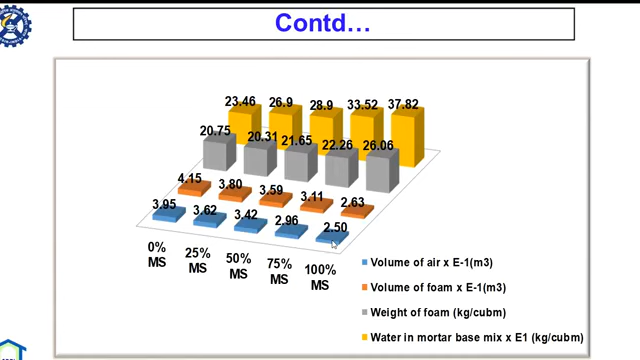 Contd…
23.46 26.9 28.9 33.52 37.82
20.75 20.31 21.65 22.26 26.06
4.15 3.80 3.59 3.11 2.63
3.95 3.62 3.42 2.96 2.50
0% MS
25% MS
50% MS
75% MS
100% MS
Volume of air x E-1(m3)
Volume of foam x E-1(m3)
Weight of foam (kg/cubm)
Water in mortar base mix x E1 (kg/cubm)